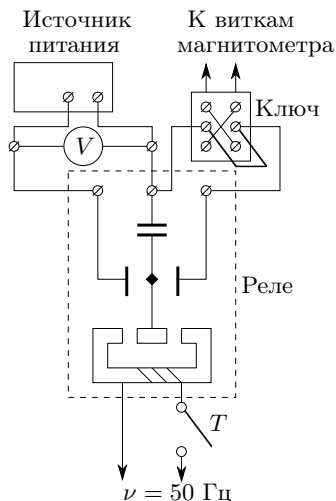 Источник
питания
К виткам
магнитометра
Ключ
V
Реле
T
ν = 50 Гц